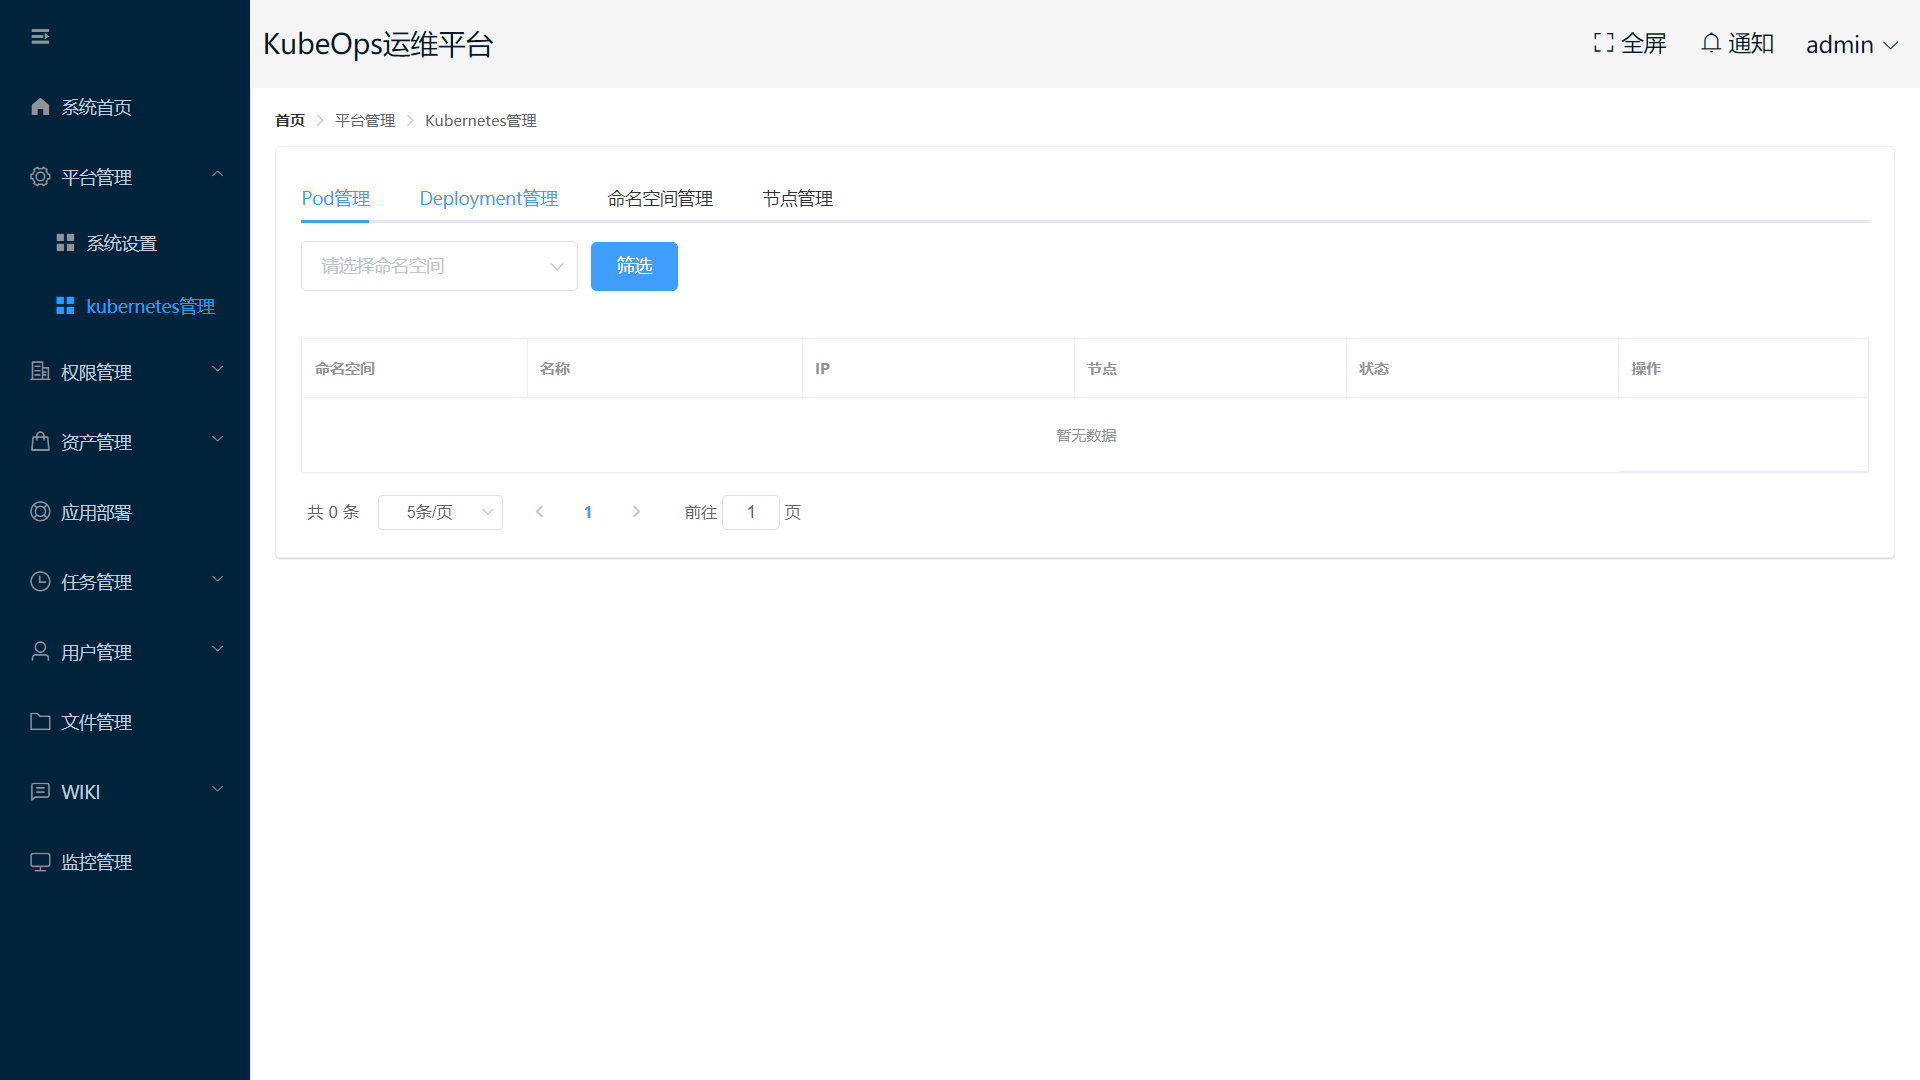 KubeOps运维平台
全屏
通知
admin
系统首页
平台管理
系统设置
kubernetes管理
权限管理
资产管理
应用部署
任务管理
用户管理
文件管理
WIKI
监控管理
首页
平台管理
Kubernetes管理
Pod管理
Deployment管理
命名空间管理
节点管理
请选择命名空间
筛选
命名空间
名称
IP
节点
状态
操作
暂无数据
共 0 条
5条/页
1
前往
1
页